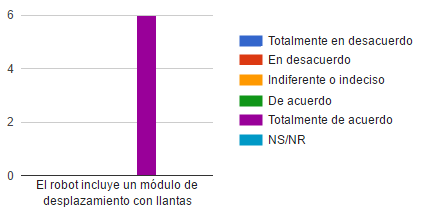 6
4
2
0
El robot incluye un módulo de
desplazamiento con llantas
Totalmente en desacuerdo
En desacuerdo
Indiferente o indeciso
De acuerdo
Totalmente de acuerdo
NS/NR